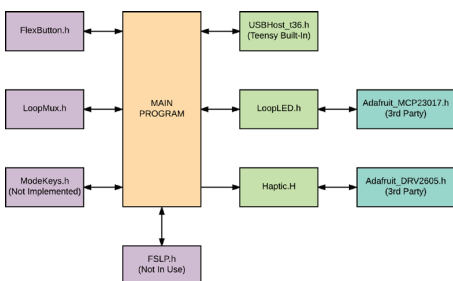 FlexButton.h
USBHost_t36.h
(Teensy Built-In)
LoopMux.h
MAIN
PROGRAM
LoopLED.h
Adafruit_MCP23017.h
(3rd Party)
ModeKeys.h
(Not Implemented)
Haptic.H
Adafruit_DRV2605.h
(3rd Party)
FSLP.h
(Not In Use)